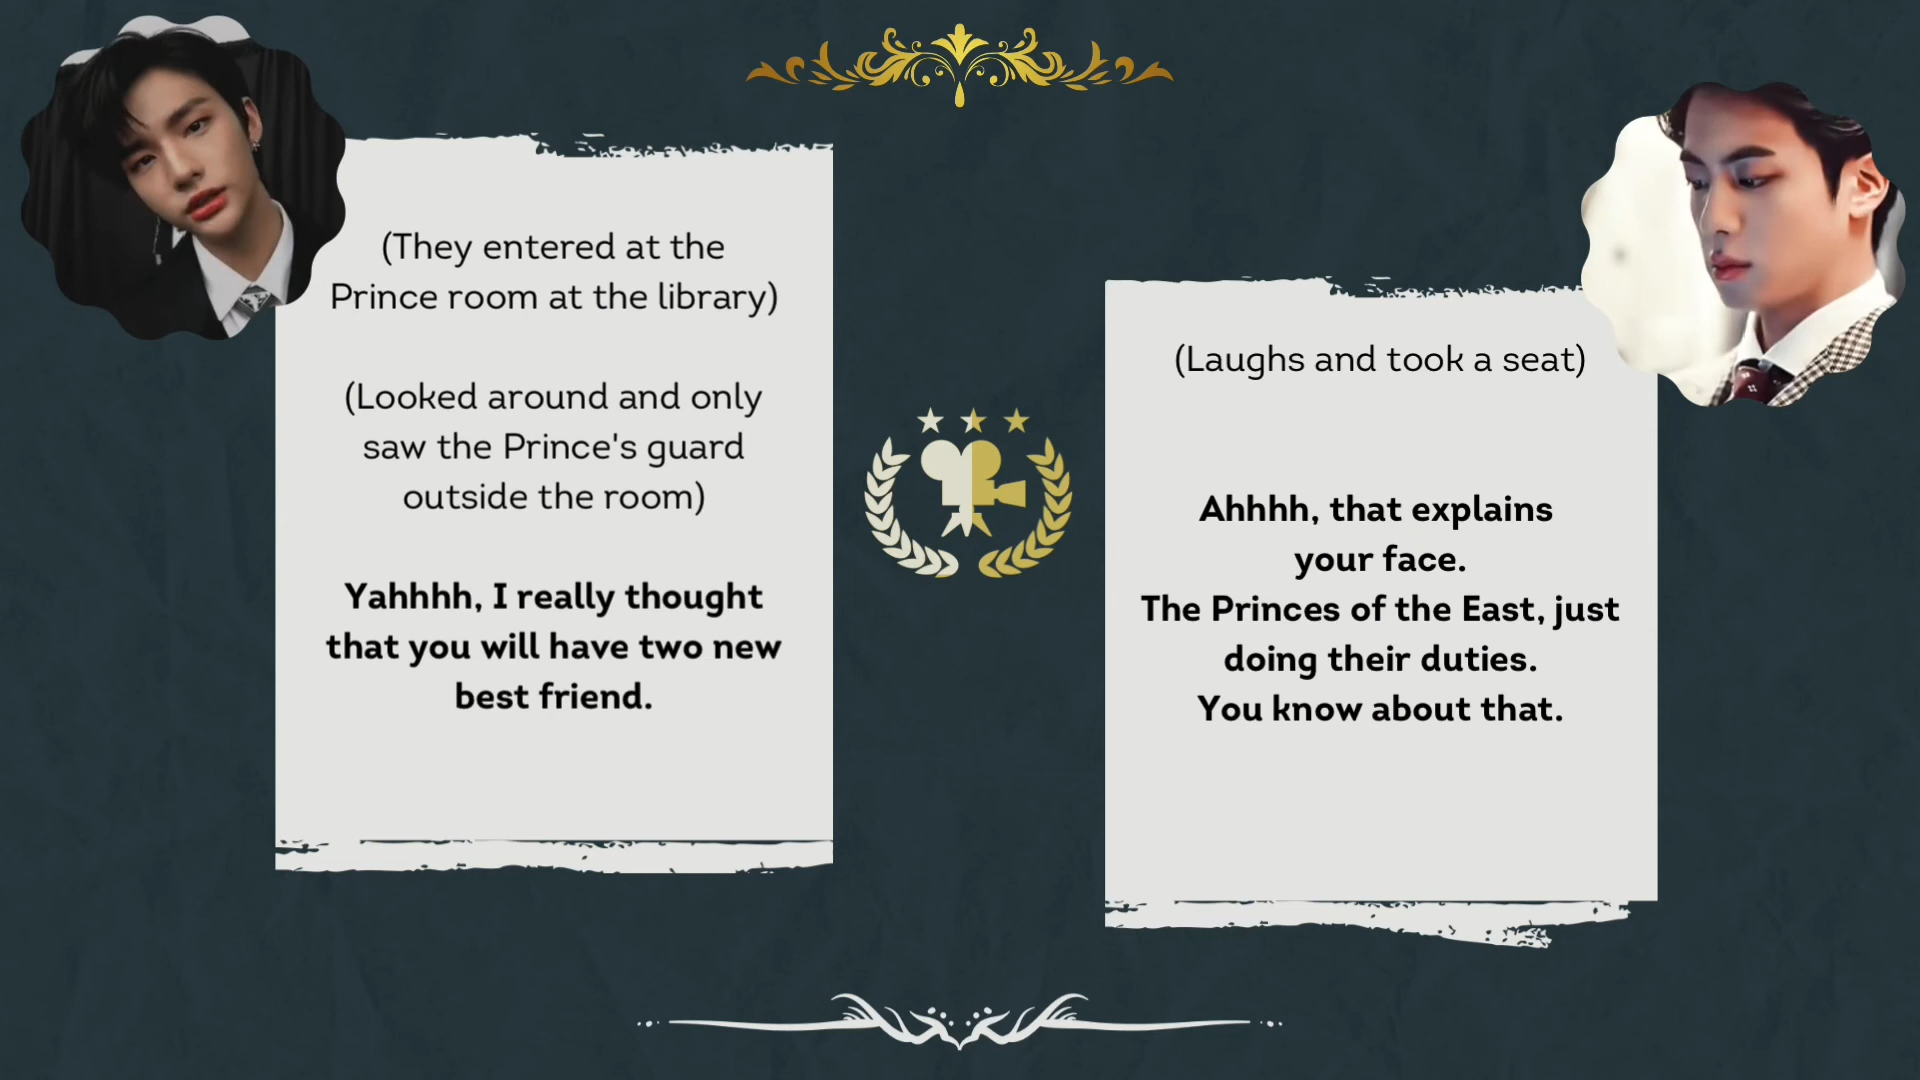 (They entered at the
Prince room at the library)
(Looked around and only
saw the Prince's guard
outside the room)
Yahhhh, I really thought
that you will have two new
best friend.
(Laughs and took a seat)
Ahhhh, that explains
your face.
The Princes of the East, just
doing their duties.
You know about that.